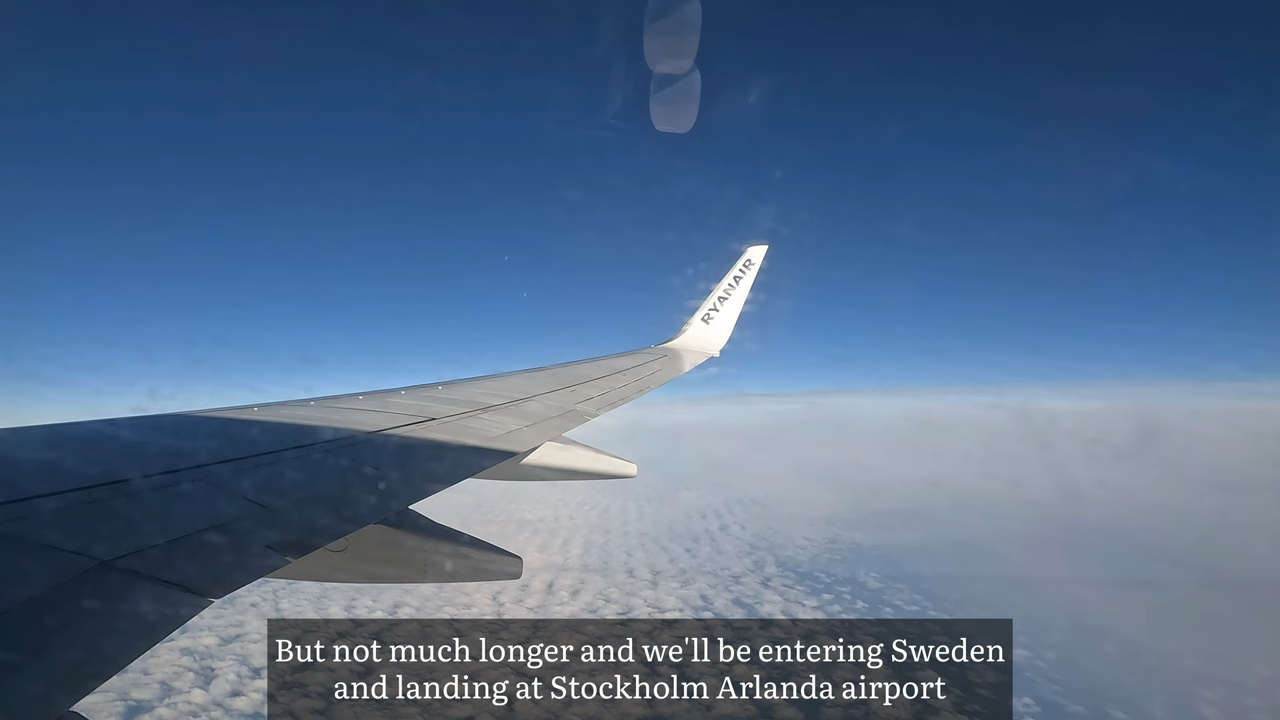 RYANAIR
But not much longer and we'll be entering Sweden
and landing at Stockholm Arlanda airport